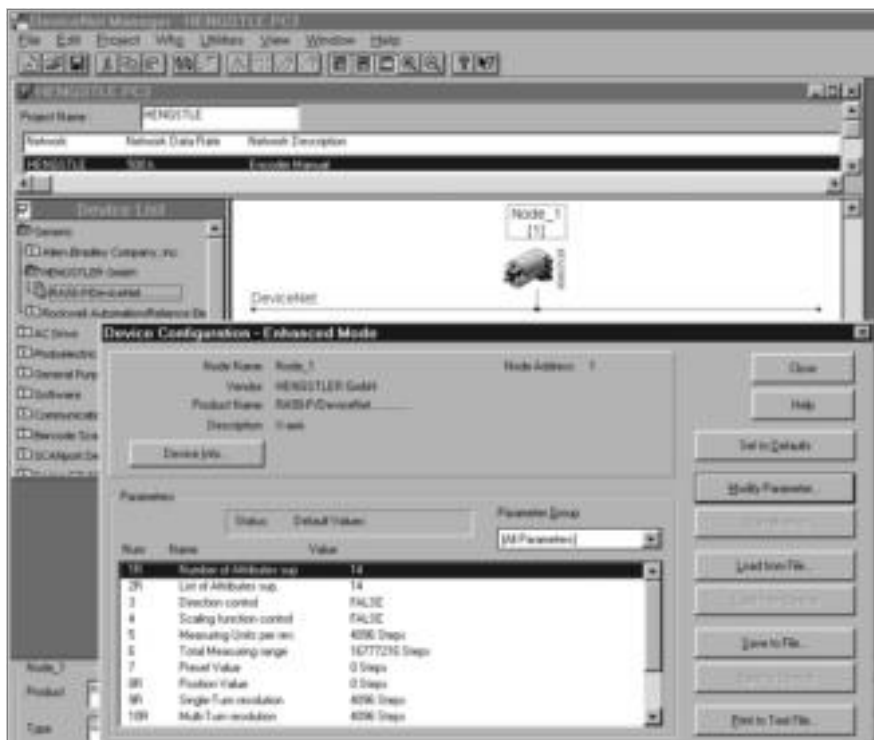 DeviceNet Manager - HENGSTLE.PC3
File Edit Project Who Utilities View Window Help
HENGSTLE.PC3
Project Name: HENGSTLE
Network Network Data Rate Network Description
HENGSTLE 500 k Encoder Manual
Device List
Generic
Allen-Bradley Company, Inc.
HENGSTLER GmbH
RA58-P/DeviceNet
Rockwell Automation/Reliance Ele
AC Drive
Photoelectric
General Purp
Software
Communicatio
Barcode Sca
SCANport De
Node_1
[1]
DeviceNet
Device Configuration - Enhanced Mode
Node Name: Node_1 Node Address: 1
Vendor: HENGSTLER GmbH
Product Name: RA58-P/DeviceNet
Description:
Device Info...
Close
Help
Set to Defaults
Modify Parameter...
Load from File...
Save to File...
Print to Text File...
Parameters
Status: Default Values
Parameter Group
[All Parameters]
Num Name Value
1R Number of Attributes sup. 14
2R List of Attributes sup. 14
3 Direction control FALSE
4 Scaling function control FALSE
5 Measuring Units per rev. 4096 Steps
6 Total Measuring range 16777216 Steps
7 Preset Value 0 Steps
8R Position Value 0 Steps
9R Single-Turn resolution 4096 Steps
10R Multi-Turn resolution 4096 Steps
Node_1
Product
Type